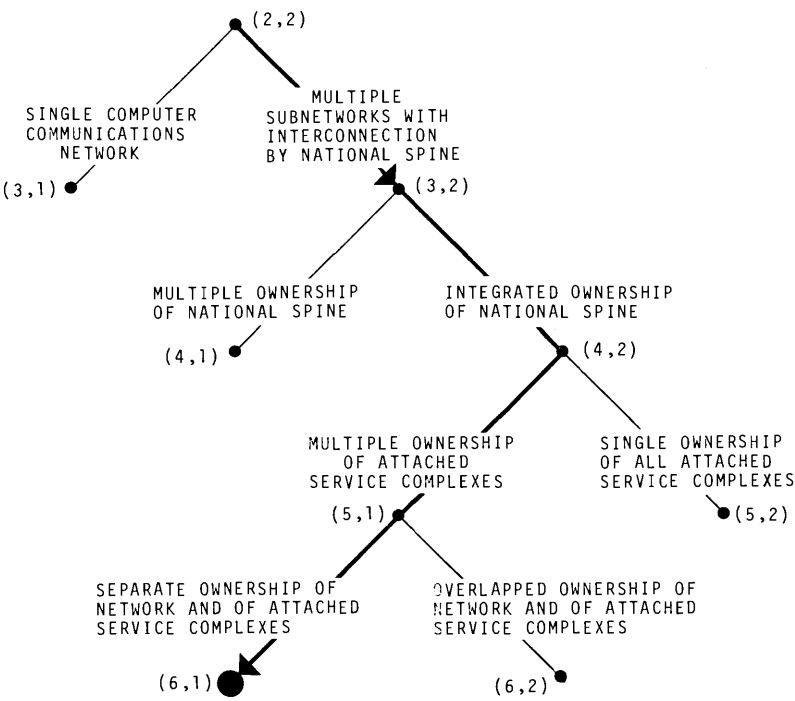 (2,2)
SINGLE COMPUTER
COMMUNICATIONS
NETWORK
MULTIPLE
SUBNETWORKS WITH
INTERCONNECTION
BY NATIONAL SPINE
(3,1)
(3,2)
MULTIPLE OWNERSHIP
OF NATIONAL SPINE
INTEGRATED OWNERSHIP
OF NATIONAL SPINE
(4,1)
(4,2)
MULTIPLE OWNERSHIP
OF ATTACHED
SERVICE COMPLEXES
SINGLE OWNERSHIP
OF ALL ATTACHED
SERVICE COMPLEXES
(5,1)
(5,2)
SEPARATE OWNERSHIP OF
NETWORK AND OF ATTACHED
SERVICE COMPLEXES
OVERLAPPED OWNERSHIP OF
NETWORK AND OF ATTACHED
SERVICE COMPLEXES
(6,1)
(6,2)